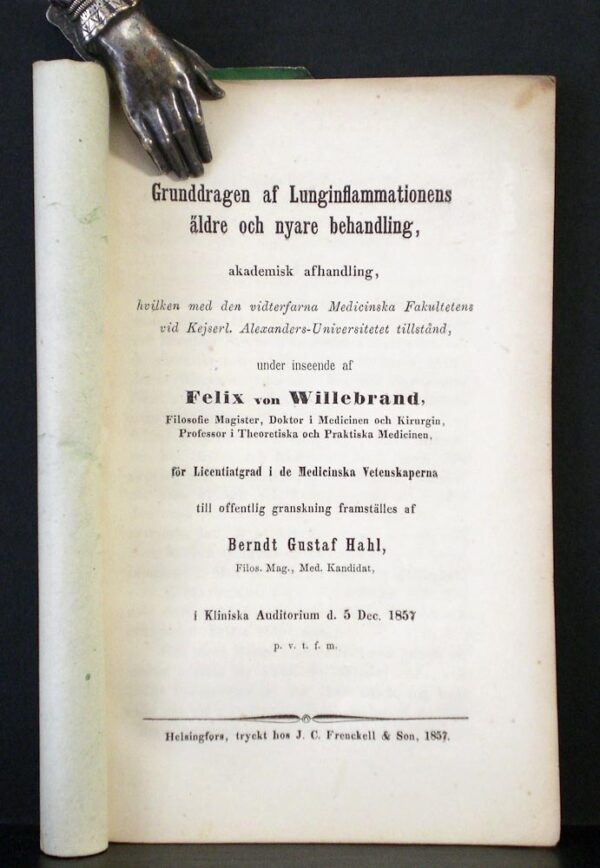 Grunddragen af Lunginflammationens
äldre och nyare behandling,
akademisk afhandling,
hvilken med den vidterfarna Medicinska Fakultetens
vid Kejserl. Alexanders-Universitetet tillstånd,
under inseende af
Felix von Willebrand,
Filosofie Magister, Doktor i Medicinen och Kirurgin,
Professor i Theoretiska och Praktiska Medicinen,
för Licentiatgrad i de Medicinska Vetenskaperna
till offentlig granskning framställes af
Berndt Gustaf Hahl,
Filos. Mag., Med. Kandidat,
i Kliniska Auditorium d. 5 Dec. 1857
p. v. t. f. m.
Helsingfors, tryckt hos J. C. Frenckell & Son, 1857.